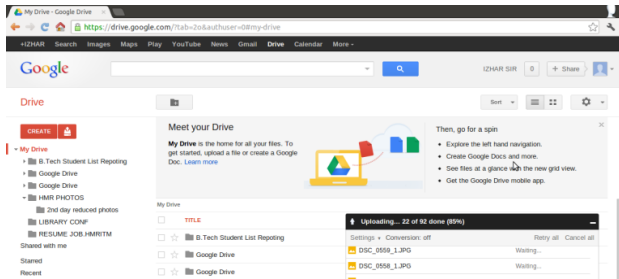 My Drive - Google Drive
https://drive.google.com/?tab=2o&authuser=0#my-drive
+IZHAR Search Images Maps Play YouTube News Gmail Drive Calendar More
Google
IZHAR SIR 0 + Share
Drive
Sort
CREATE
My Drive
B.Tech Student List Repoting
Google Drive
Google Drive
HMR PHOTOS
2nd day reduced photos
LIBRARY CONF
RESUME JOB.HMRITM
Shared with me
Starred
Recent
Meet your Drive
My Drive is the home for all your files. To
get started, upload a file or create a Google
Doc. Learn more
Then, go for a spin
Explore the left hand navigation.
Create Google Docs and more.
See files at a glance with the new grid view.
Get the Google Drive mobile app.
My Drive
TITLE
B.Tech Student List Repoting
Google Drive
Google Drive
Uploading... 22 of 92 done (85%)
Settings Conversion: off Retry all Cancel all
DSC_0559_1.JPG Waiting...
DSC_0558_1.JPG Waiting...